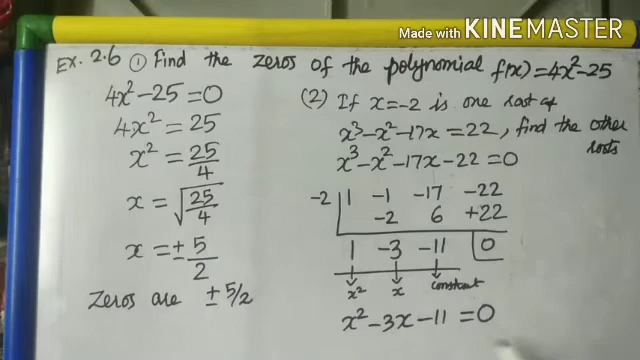 Made with KINEMASTER
Ex. 2.6 ① Find the zeros of the polynomial f(x)=4x²-25
4x²-25=0
4x²=25
x²=25/4
x=√25/4
x=±5/2
Zeros are ±5/2
(2) If x=-2 is one root of
x³-x²-17x=22, find the other
roots
x³-x²-17x-22=0
-2 | 1 -1 -17 -22
-2 6 +22
1 -3 -11 0
x² x constant
x²-3x-11=0